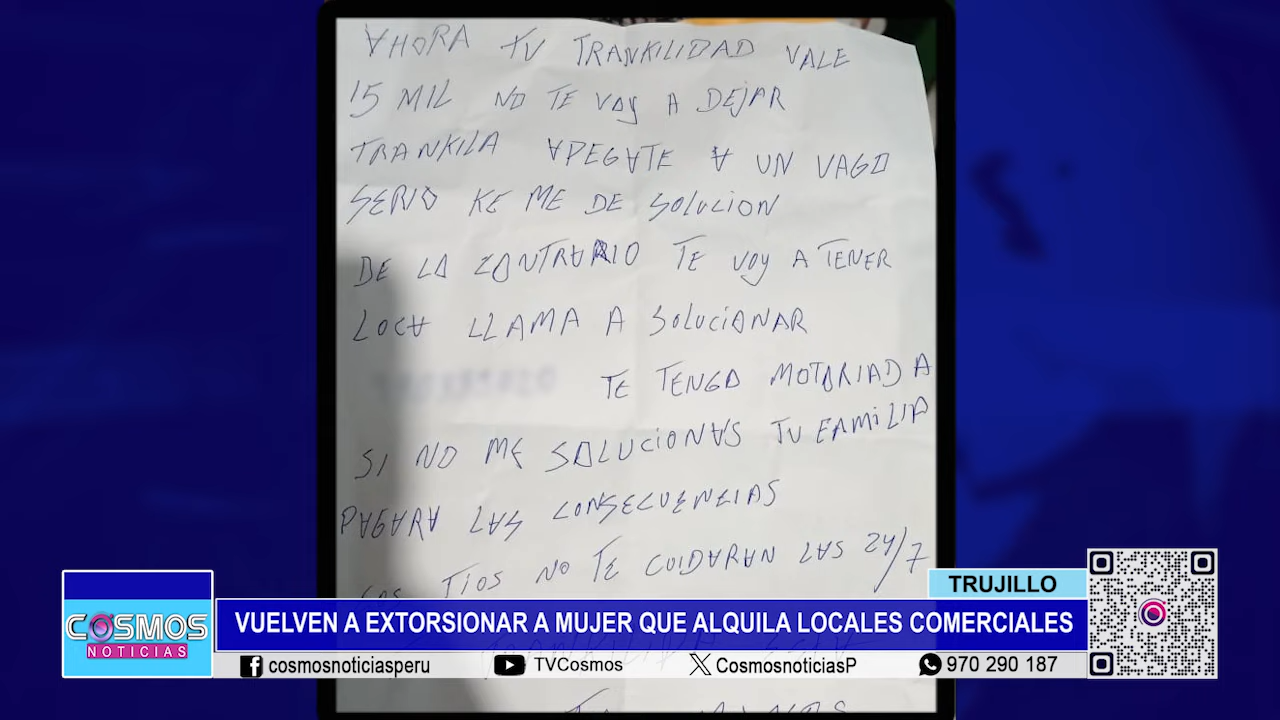 AHORA TU TRANKILIDAD VALE
15 MIL NO TE VOY A DEJAR
TRANKILA APEGATE A UN VAGO
SERIO KE ME DE SOLUCION
DE LO CONTRARIO TE VOY A TENER
LOCA LLAMA A SOLUCIONAR
TE TENGO MOTORIADA
SI NO ME SOLUCIONAS TU FAMILIA
PAGARA LAS CONSECUENCIAS
LOS TIOS NO TE CUIDARAN LAS 24/7
TRUJILLO
COSMOS
NOTICIAS
VUELVEN A EXTORSIONAR A MUJER QUE ALQUILA LOCALES COMERCIALES
cosmosnoticiasperu TVCosmos CosmosnoticiasP 970 290 187